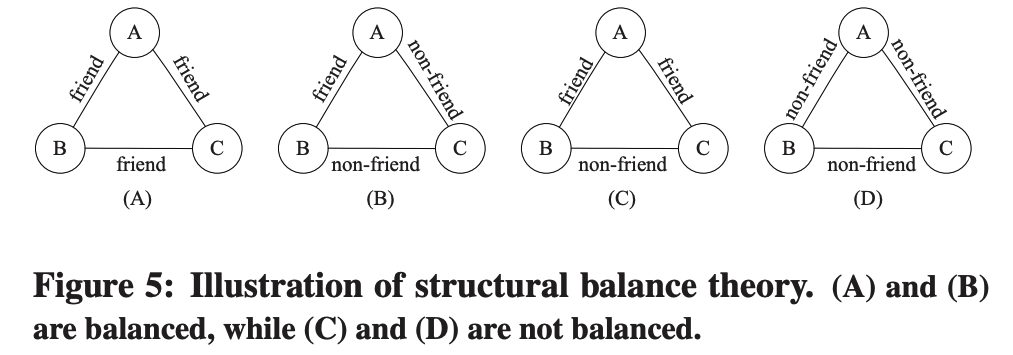 A
friend
friend
B
C
friend
(A)
A
friend
non-friend
B
C
non-friend
(B)
A
friend
friend
B
C
non-friend
(C)
A
non-friend
non-friend
B
C
non-friend
(D)
Figure 5: Illustration of structural balance theory. (A) and (B)
are balanced, while (C) and (D) are not balanced.